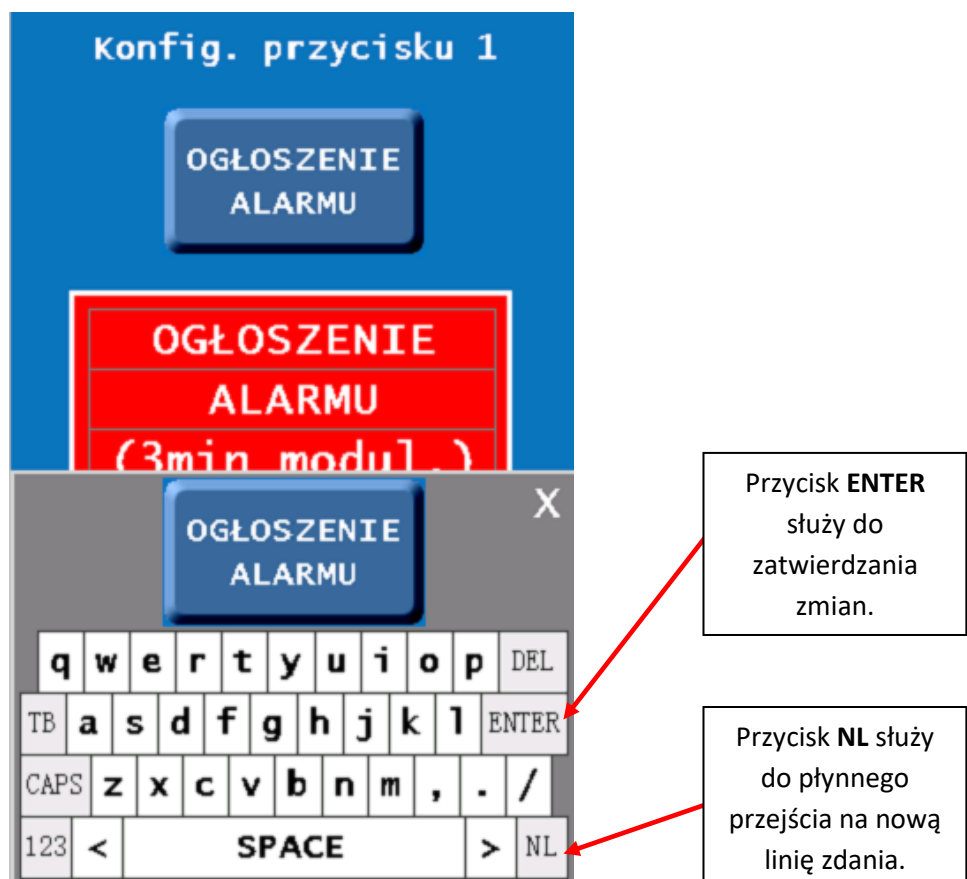 Konfig. przycisku 1
OGŁOSZENIE
ALARMU
OGŁOSZENIE
ALARMU
(3min modul.)
OGŁOSZENIE
ALARMU
X
q w e r t y u i o p DEL
TB a s d f g h j k l ENTER
CAPS z x c v b n m , . /
123 < SPACE > NL
Przycisk ENTER
służy do
zatwierdzania
zmian.
Przycisk NL służy
do płynnego
przejścia na nową
linię zdania.